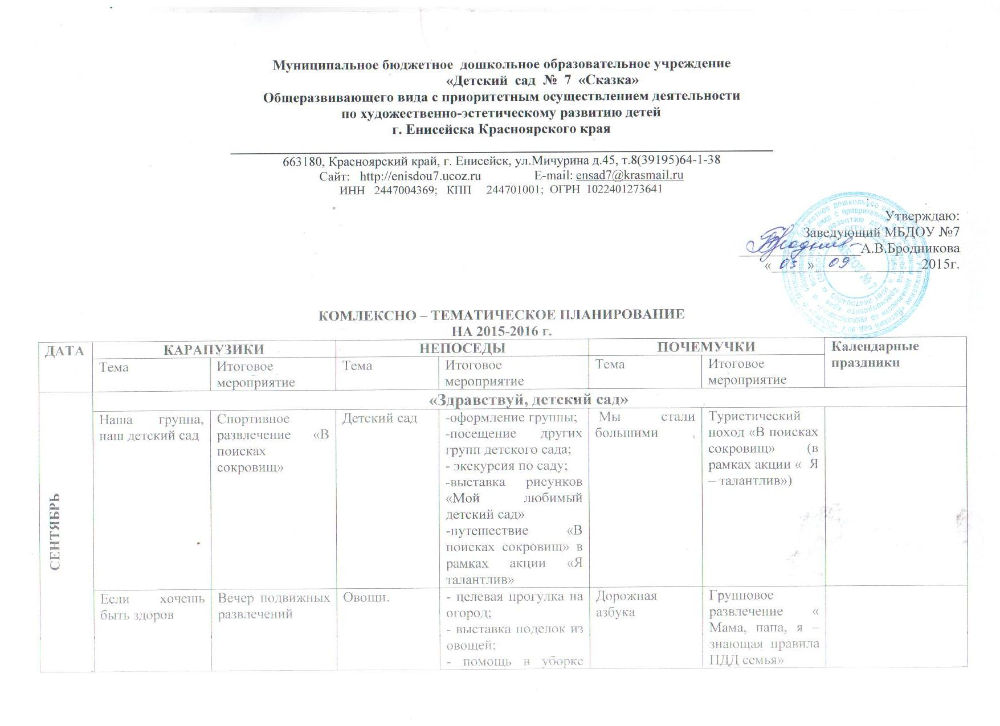 Муниципальное бюджетное дошкольное образовательное учреждение
«Детский сад № 7 «Сказка»
Общеразвивающего вида с приоритетным осуществлением деятельности
по художественно-эстетическому развитию детей
г. Енисейска Красноярского края
663180, Красноярский край, г. Енисейск, ул.Мичурина д.45, т.8(39195)64-1-38
Сайт: http://enisdou7.ucoz.ru E-mail: ensad7@krasmail.ru
ИНН 2447004369; КПП 244701001; ОГРН 1022401273641
Утверждаю:
Заведующий МБДОУ №7
А.В.Бродникова
« 03 » 09 2015г.
КОМЛЕКСНО – ТЕМАТИЧЕСКОЕ ПЛАНИРОВАНИЕ
НА 2015-2016 г.
ДАТА
КАРАПУЗИКИ
НЕПОСЕДЫ
ПОЧЕМУЧКИ
Календарные
праздники
Тема
Итоговое
мероприятие
Тема
Итоговое
мероприятие
Тема
Итоговое
мероприятие
СЕНТЯБРЬ
«Здравствуй, детский сад»
Наша группа,
наш детский сад
Спортивное
развлечение «В
поисках
сокровищ»
Детский сад
-оформление группы;
-посещение других
групп детского сада;
- экскурсия по саду;
-выставка рисунков
«Мой любимый
детский сад»
-путешествие «В
поисках сокровищ» в
рамках акции «Я
талантлив»
Мы стали
большими
Туристический
поход «В поисках
сокровищ» (в
рамках акции « Я
– талантлив»)
Если хочешь
быть здоров
Вечер подвижных
развлечений
Овощи.
- целевая прогулка на
огород;
- выставка поделок из
овощей;
- помощь в уборке
Дорожная
азбука
Групповое
развлечение «
Мама, папа, я –
знающая правила
ПДД семья»